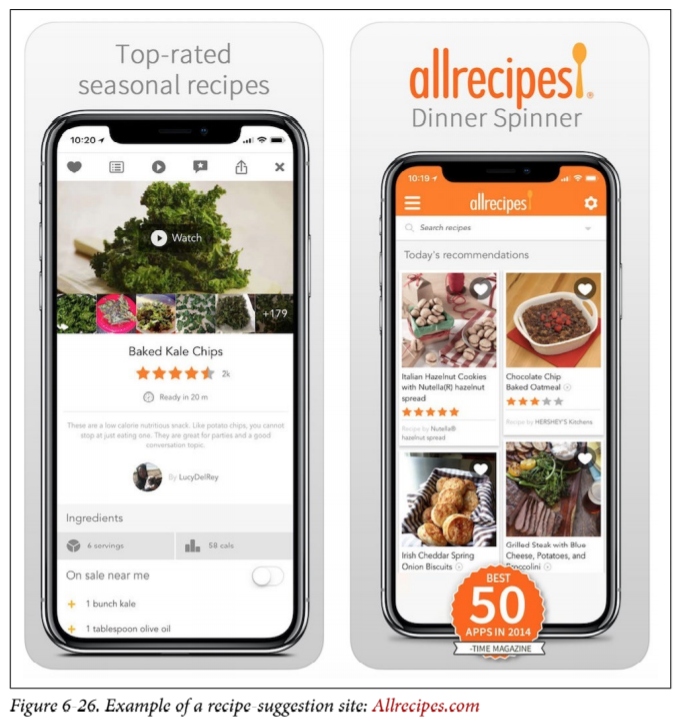 Top-rated
seasonal recipes
10:20
Watch
+179
Baked Kale Chips
2k
Ready in 20 m
These are a low calorie nutritious snack. Like potato chips, you cannot
stop at just eating one. They are great for parties and a good
conversation topic.
By LucyDelRey
Ingredients
6 servings
58 cals
On sale near me
+ 1 bunch kale
+ 1 tablespoon olive oil
allrecipes!®
Dinner Spinner
10:19
allrecipes!
Search recipes
Today's recommendations
Italian Hazelnut Cookies
with Nutella(R) hazelnut
spread
Recipe by Nutella®
hazelnut spread
Chocolate Chip
Baked Oatmeal
Recipe by HERSHEY'S Kitchens
Irish Cheddar Spring
Onion Biscuits
Grilled Steak with Blue
Cheese, Potatoes, and
Broccolini
BEST
50
APPS IN 2014
-TIME MAGAZINE
Figure 6-26. Example of a recipe-suggestion site: Allrecipes.com